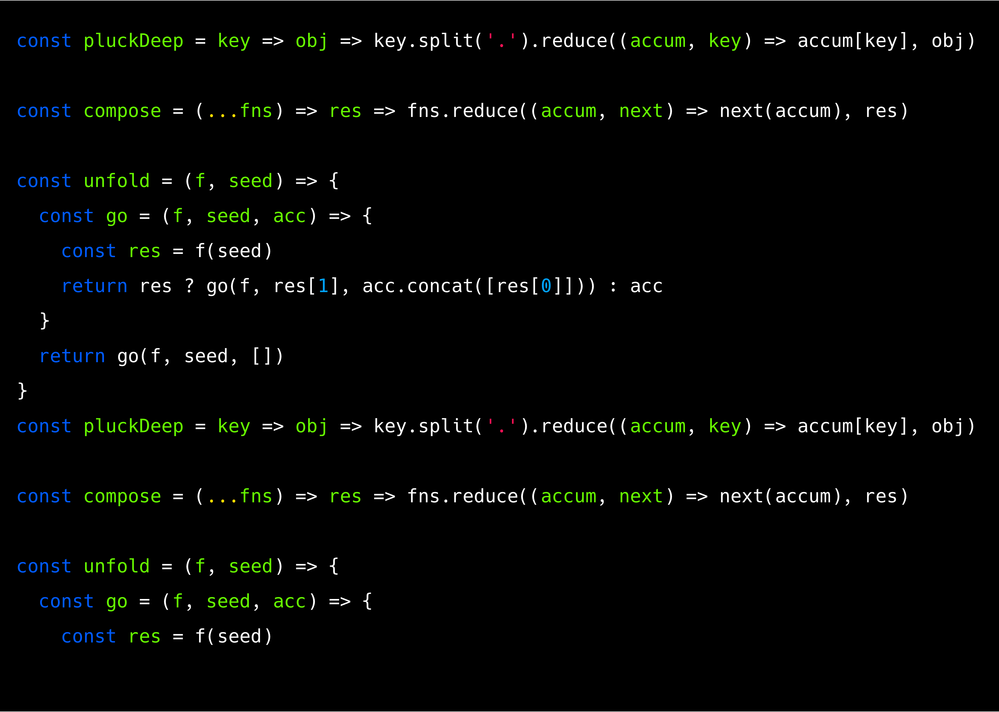 const pluckDeep = key => obj => key.split('.').reduce((accum, key) => accum[key], obj)
const compose = (...fns) => res => fns.reduce((accum, next) => next(accum), res)
const unfold = (f, seed) => {
  const go = (f, seed, acc) => {
    const res = f(seed)
    return res ? go(f, res[1], acc.concat([res[0]])) : acc
  }
  return go(f, seed, [])
}
const pluckDeep = key => obj => key.split('.').reduce((accum, key) => accum[key], obj)
const compose = (...fns) => res => fns.reduce((accum, next) => next(accum), res)
const unfold = (f, seed) => {
  const go = (f, seed, acc) => {
    const res = f(seed)